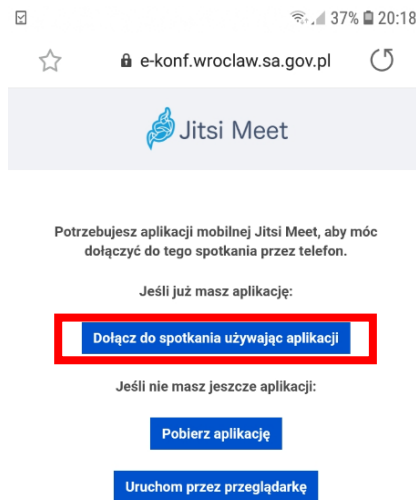 37% 20:18
e-konf.wroclaw.sa.gov.pl
Jitsi Meet
Potrzebujesz aplikacji mobilnej Jitsi Meet, aby móc
dołączyć do tego spotkania przez telefon.
Jeśli już masz aplikację:
Dołącz do spotkania używając aplikacji
Jeśli nie masz jeszcze aplikacji:
Pobierz aplikację
Uruchom przez przeglądarkę